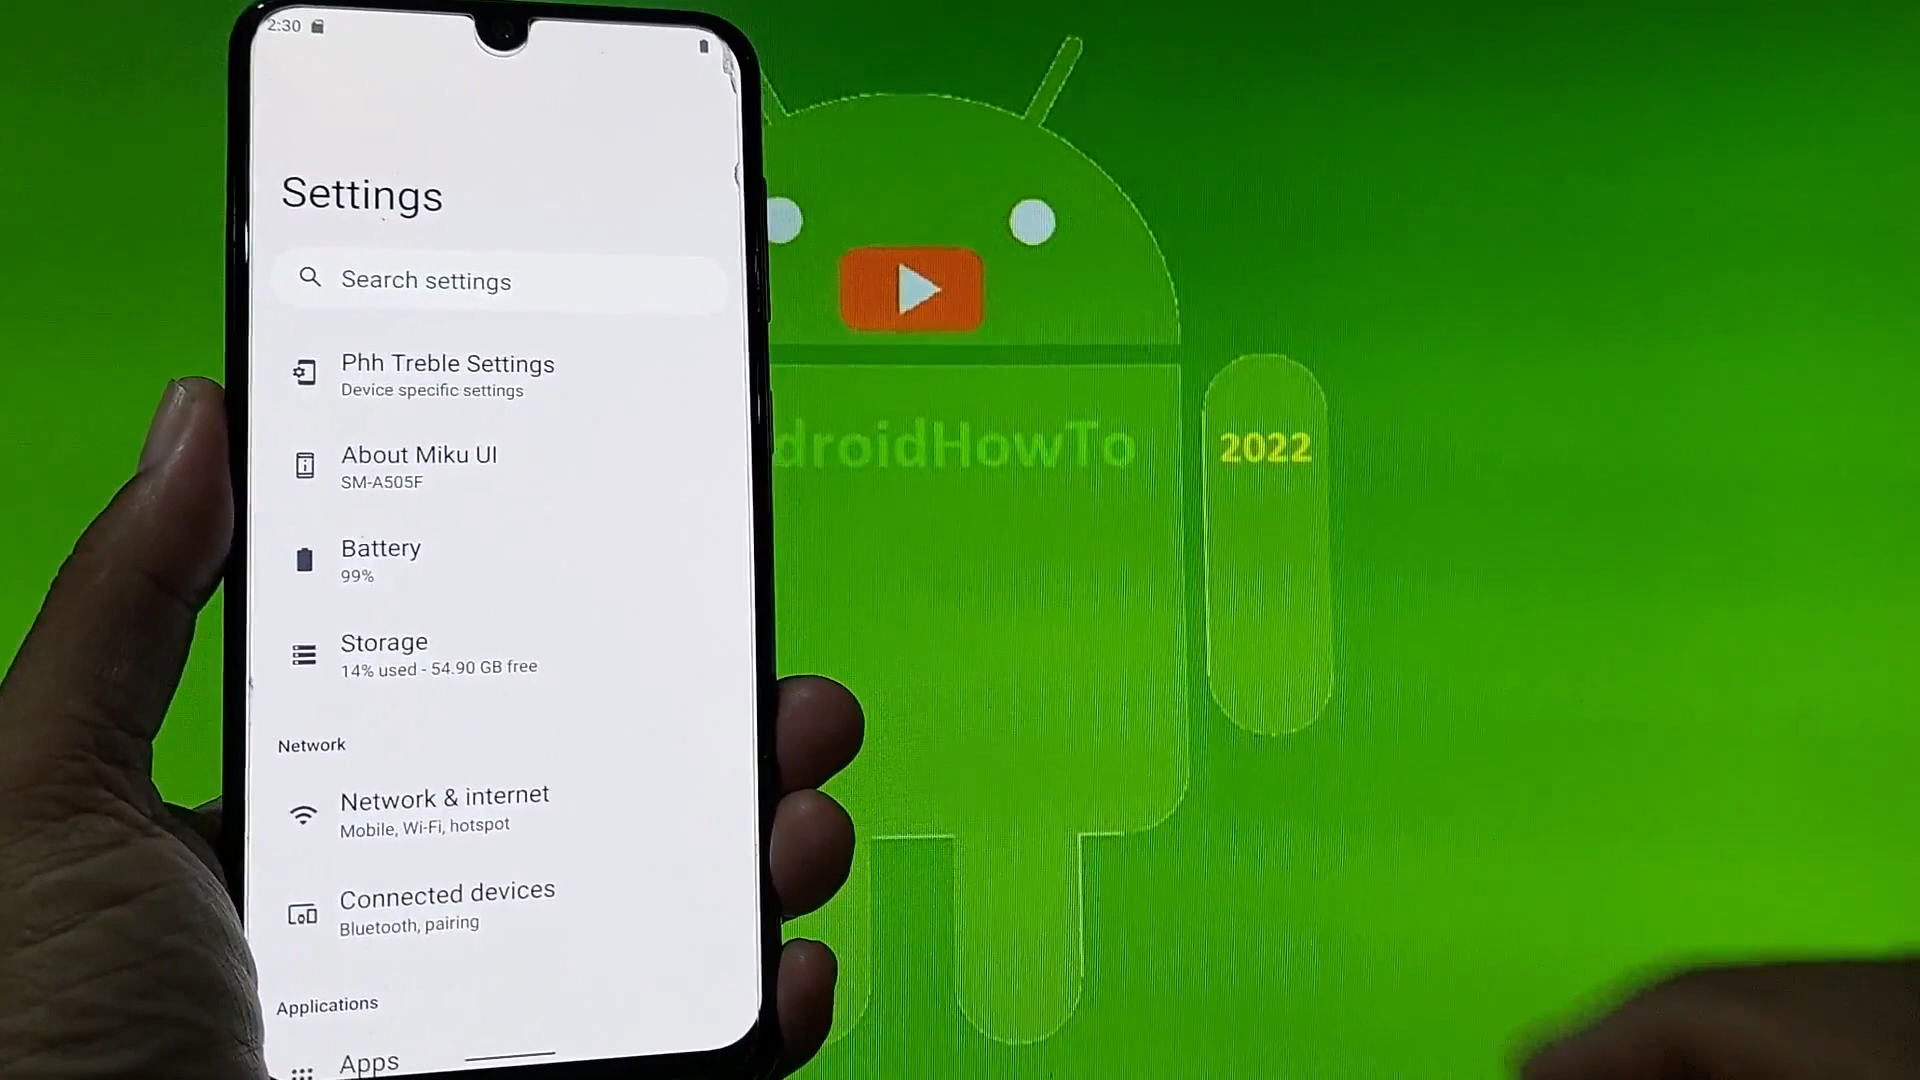 2:30
Settings
Search settings
Phh Treble Settings
Device specific settings
About Miku UI
SM-A505F
Battery
99%
Storage
14% used - 54.90 GB free
Network
Network & internet
Mobile, Wi-Fi, hotspot
Connected devices
Bluetooth, pairing
Applications
Apps
droidHowTo
2022